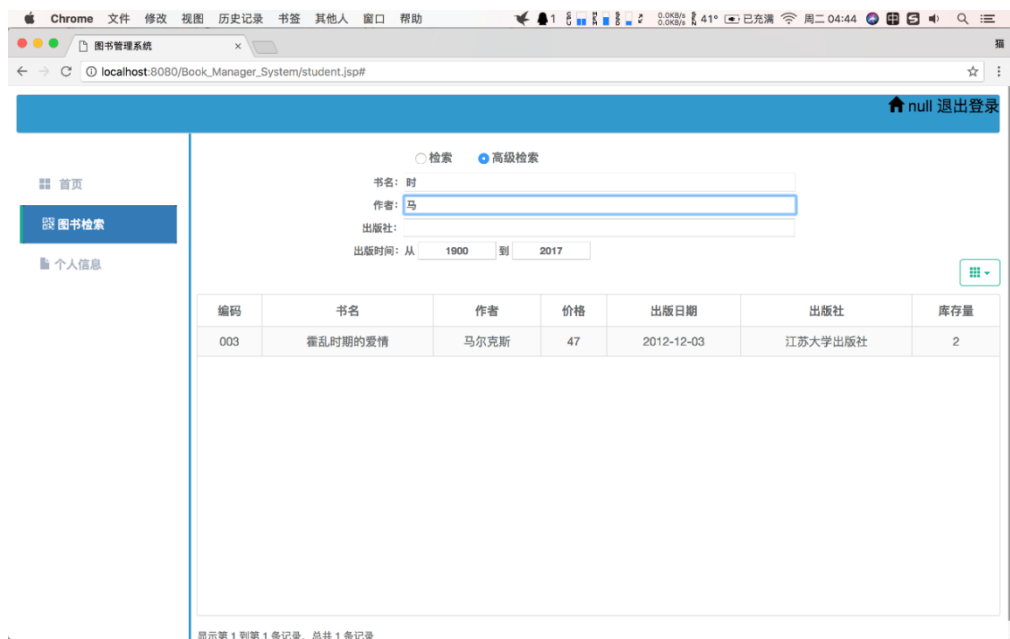 Chrome 文件 修改 视图 历史记录 书签 其他人 窗口 帮助 1 0.0KB/s 0.0KB/s 41° 已充满 周二 04:44
图书管理系统 × 猫
localhost:8080/Book_Manager_System/student.jsp#
null 退出登录
检索 高级检索
首页
书名: 时
作者: 马
图书检索
出版社:
出版时间: 从 1900 到 2017
个人信息
编码 书名 作者 价格 出版日期 出版社 库存量
003 霍乱时期的爱情 马尔克斯 47 2012-12-03 江苏大学出版社 2
显示第 1 到第 1 条记录，总共 1 条记录